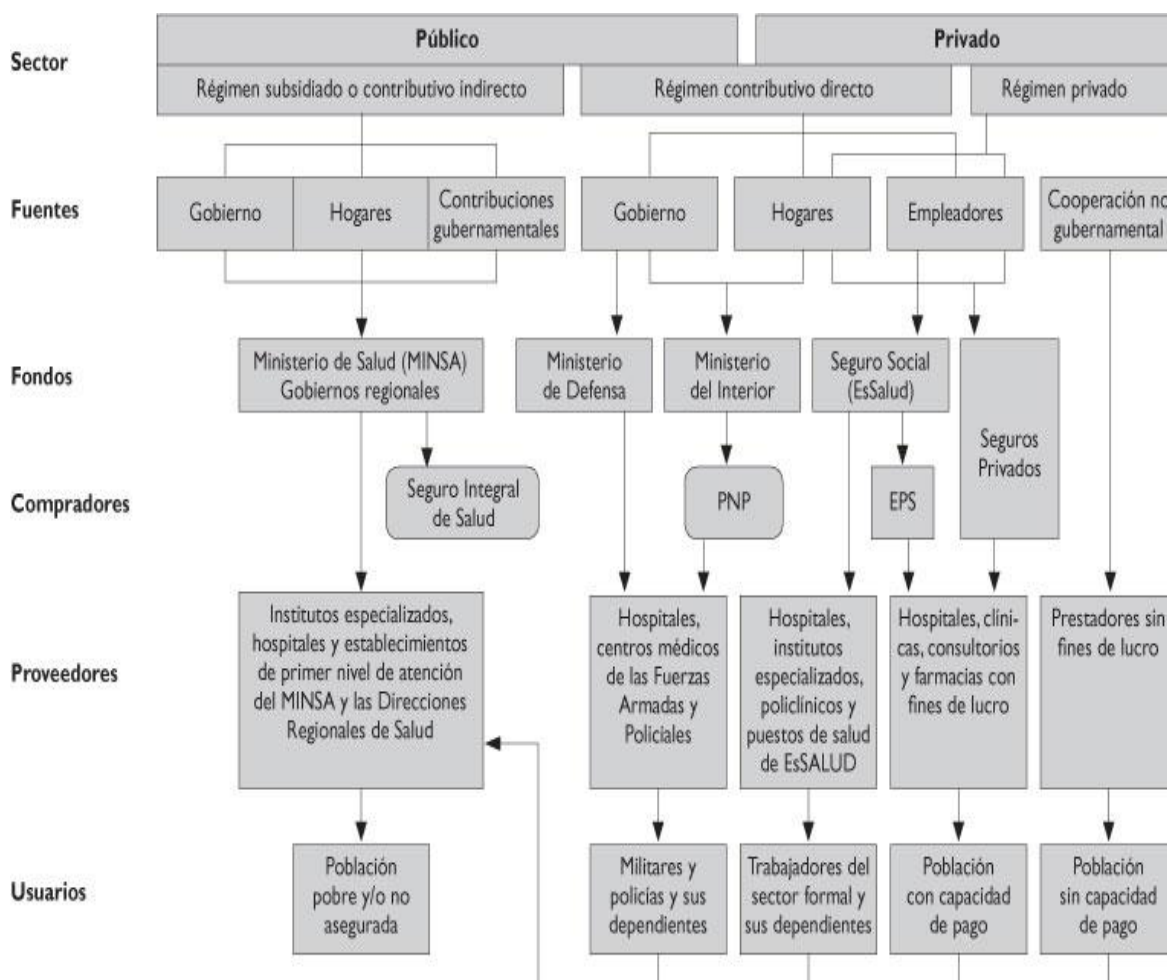 Sector
Público
Privado
Régimen subsidiado o contributivo indirecto
Régimen contributivo directo
Régimen privado
Fuentes
Gobierno
Hogares
Contribuciones
gubernamentales
Gobierno
Hogares
Empleadores
Cooperación no
gubernamental
Fondos
Ministerio de Salud (MINSA)
Gobiernos regionales
Ministerio
de Defensa
Ministerio
del Interior
Seguro Social
(EsSalud)
Seguros
Privados
Compradores
Seguro Integral
de Salud
PNP
EPS
Proveedores
Institutos especializados,
hospitales y establecimientos
de primer nivel de atención
del MINSA y las Direcciones
Regionales de Salud
Hospitales,
centros médicos
de las Fuerzas
Armadas y
Policiales
Hospitales,
institutos
especializados,
policlínicos y
puestos de salud
de EsSALUD
Hospitales, clíni-
cas, consultorios
y farmacias con
fines de lucro
Prestadores sin
fines de lucro
Usuarios
Población
pobre y/o no
asegurada
Militares y
policías y sus
dependientes
Trabajadores del
sector formal y
sus dependientes
Población
con capacidad
de pago
Población
sin capacidad
de pago